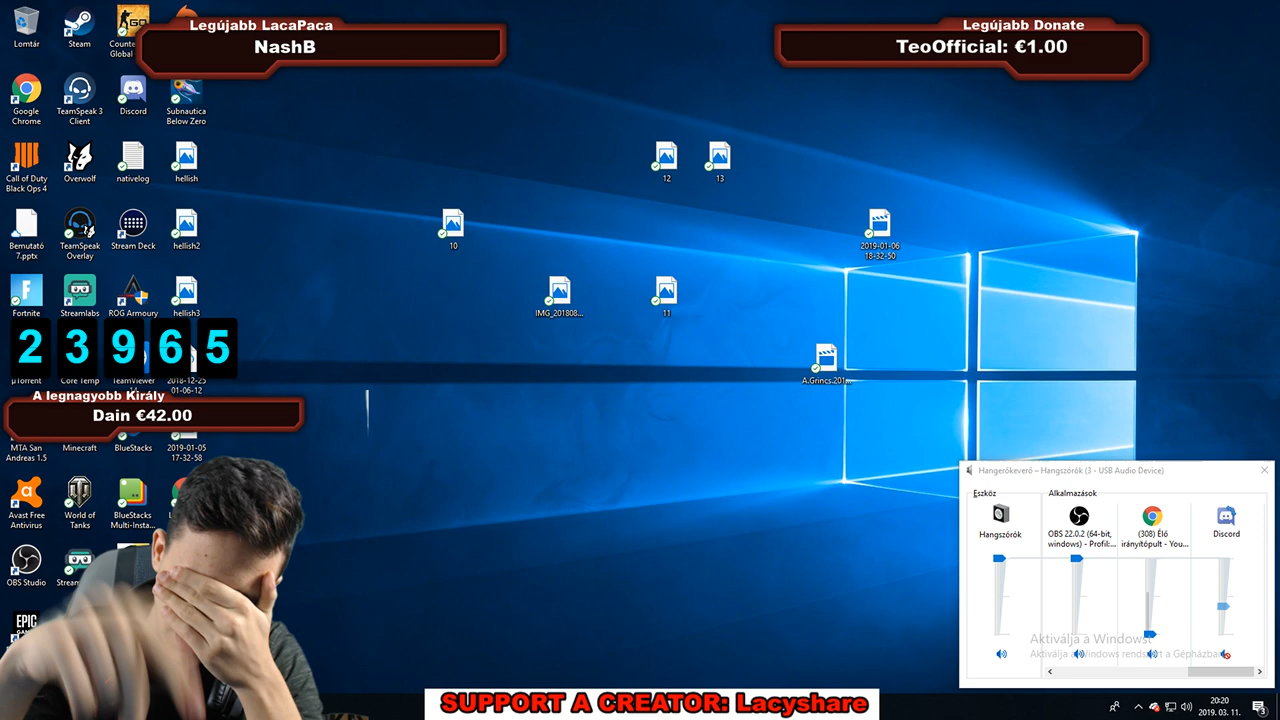 Legújabb LacaPaca
NashB
Legújabb Donate
TeoOfficial: €1.00
Lomtár
Steam
Counte
Global
GO
Google
Chrome
TeamSpeak 3
Client
Discord
Subnautica
Below Zero
Call of Duty
Black Ops 4
Overwolf
nativelog
hellish
12
13
Bemutató
7.pptx
TeamSpeak
Overlay
Stream Deck
hellish2
10
2019-01-06
18-32-50
Fortnite
Streamlabs
ROG Armoury
hellish3
IMG_201808...
11
2 3 9 6 5
µTorrent
Core Temp
TeamViewer
2018-12-25
01-06-12
A.Grincs.201...
A legnagyobb Király
Dain €42.00
MTA San
Andreas 1.5
Minecraft
BlueStacks
2019-01-05
17-32-58
Avast Free
Antivirus
World of
Tanks
BlueStacks
Multi-Insta...
OBS Studio
Stream
EPIC
Hangerőkeverő – Hangszórók (3 - USB Audio Device)
Eszköz
Alkalmazások
Hangszórók
OBS 22.0.2 (64-bit,
windows) - Profil:...
(308) Élő
irányítópult - You...
Discord
Aktiválja a Windowst
Aktiválja a Windows rendszert a Gépházban
SUPPORT A CREATOR: Lacyshare
20:20
2019. 03. 11.
3